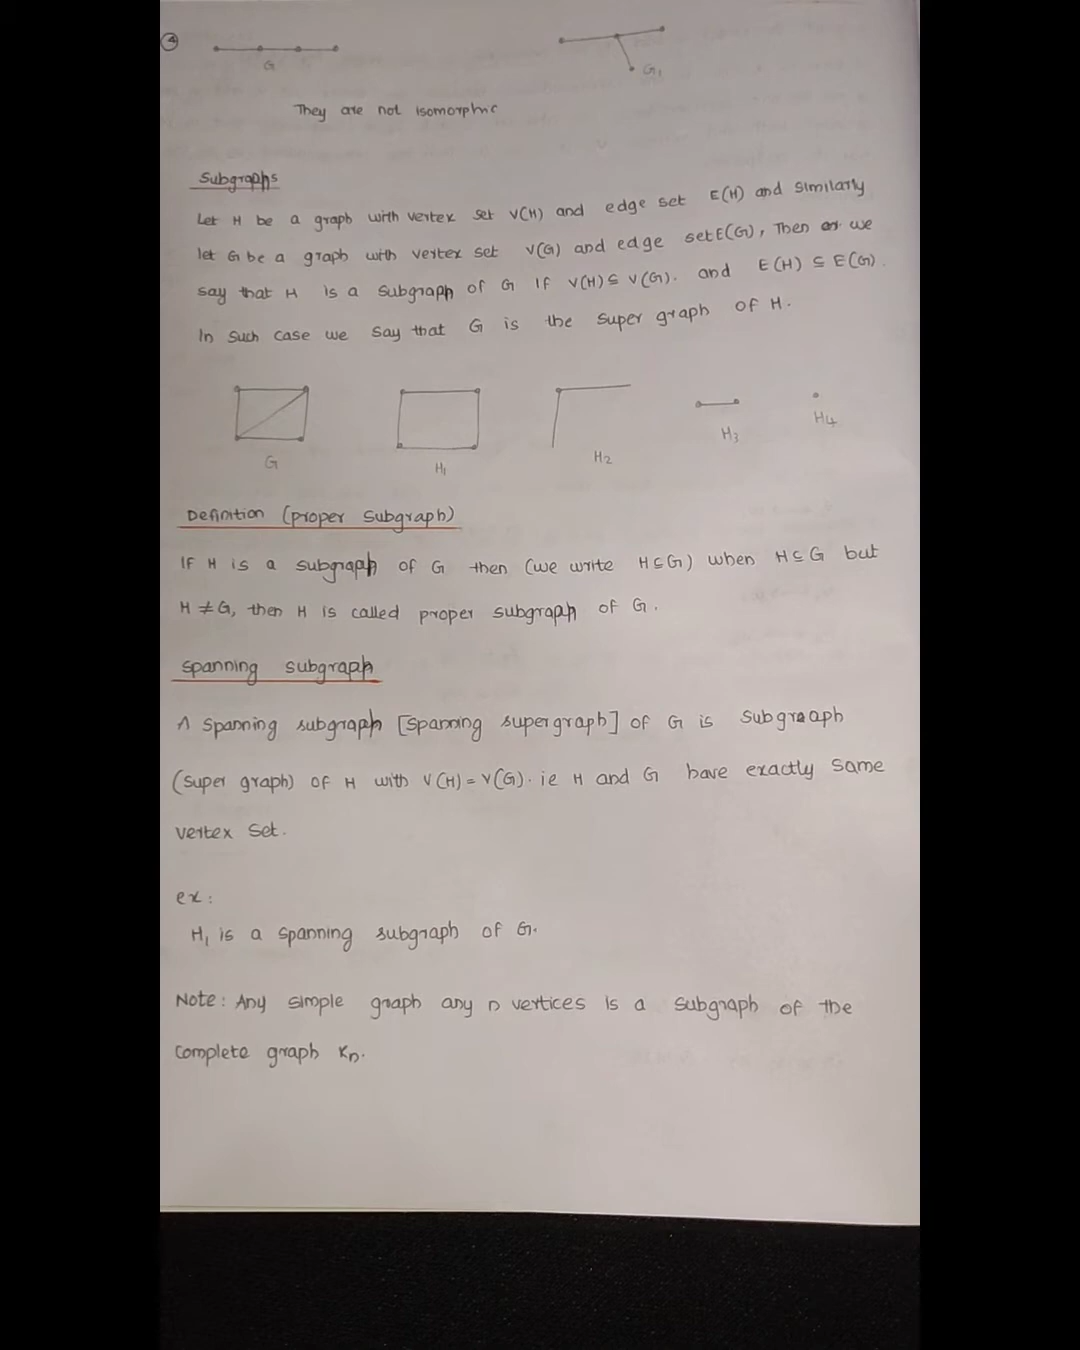 ④
G
G₁
They are not isomorphic
Subgraphs
Let H be a graph with vertex set V(H) and edge set E(H) and similarly
let G be a graph with vertex set V(G) and edge set E(G), Then we
say that H is a subgraph of G if V(H) ⊆ V(G). and E(H) ⊆ E(G).
In such case we say that G is the super graph of H.
G H₁ H₂ H₃ H₄
Definition (proper subgraph)
If H is a subgraph of G then (we write H⊆G) when H⊆G but
H ≠ G, then H is called proper subgraph of G.
spanning subgraph
A spanning subgraph [spanning supergraph] of G is subgraaph
(super graph) of H with V(H) = V(G). ie H and G have exactly same
vertex set.
ex:
H₁ is a spanning subgraph of G.
Note: Any simple graph any n vertices is a subgraph of the
complete graph Kn.